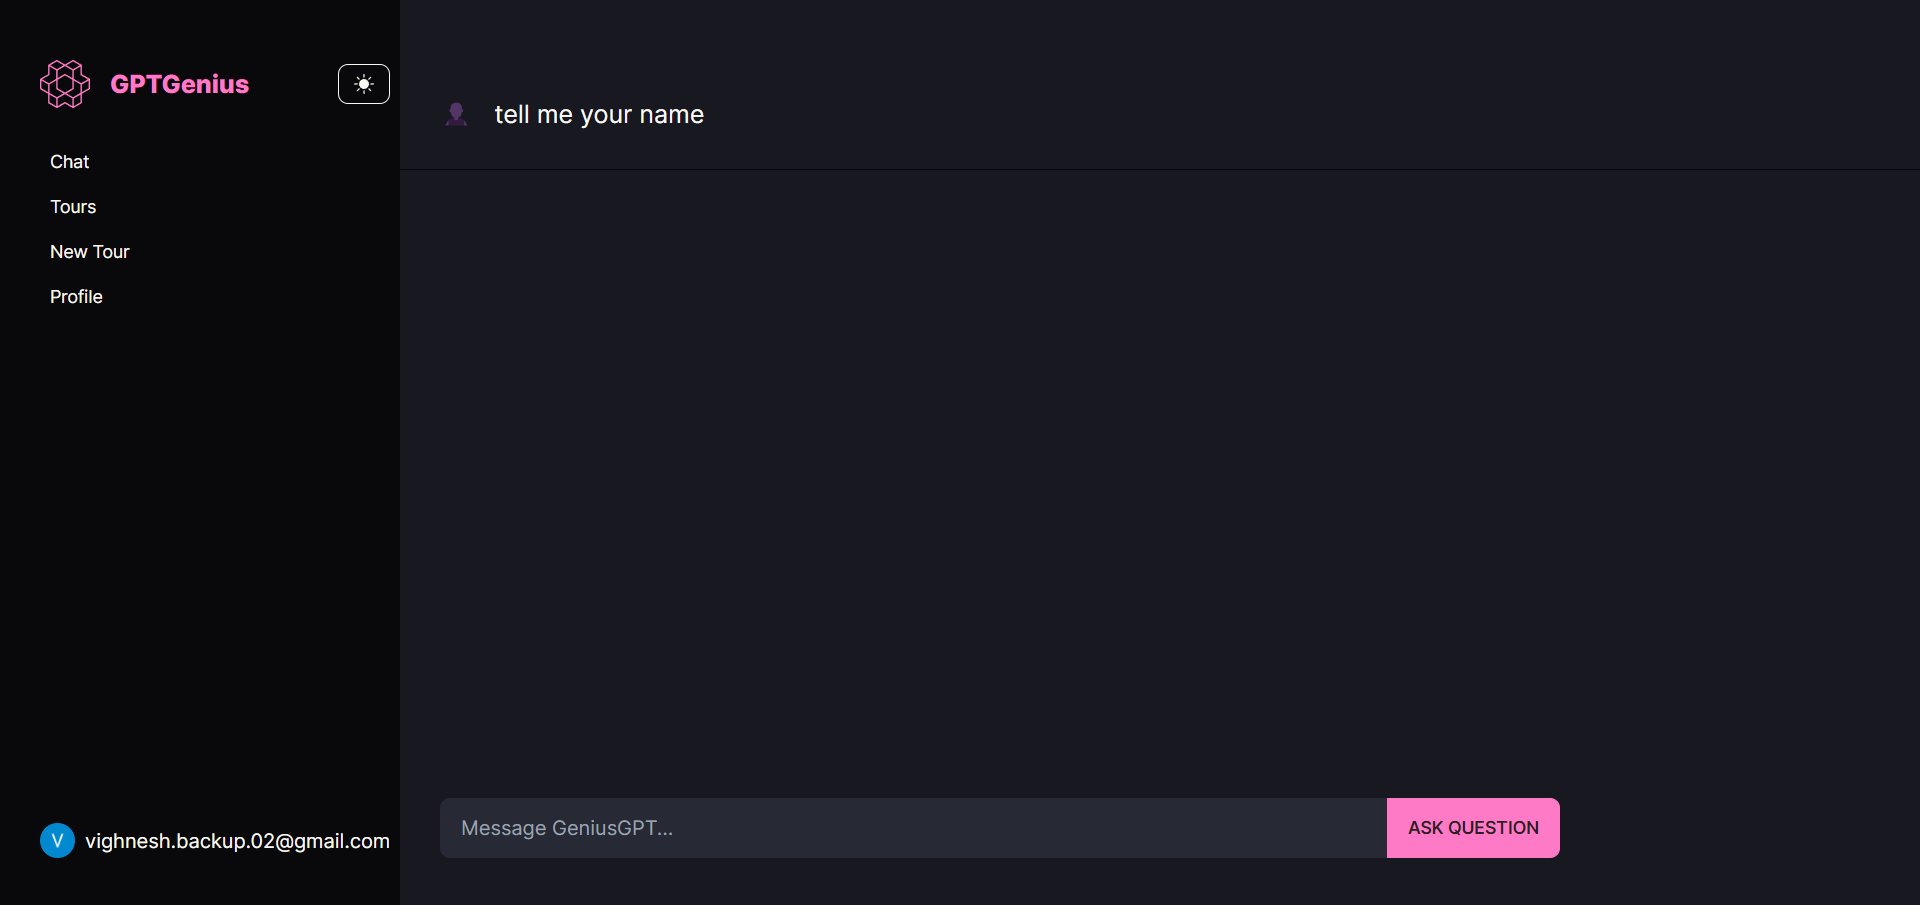 GPTGenius
Chat
Tours
New Tour
Profile
vighnesh.backup.02@gmail.com
V
tell me your name
Message GeniusGPT...
ASK QUESTION